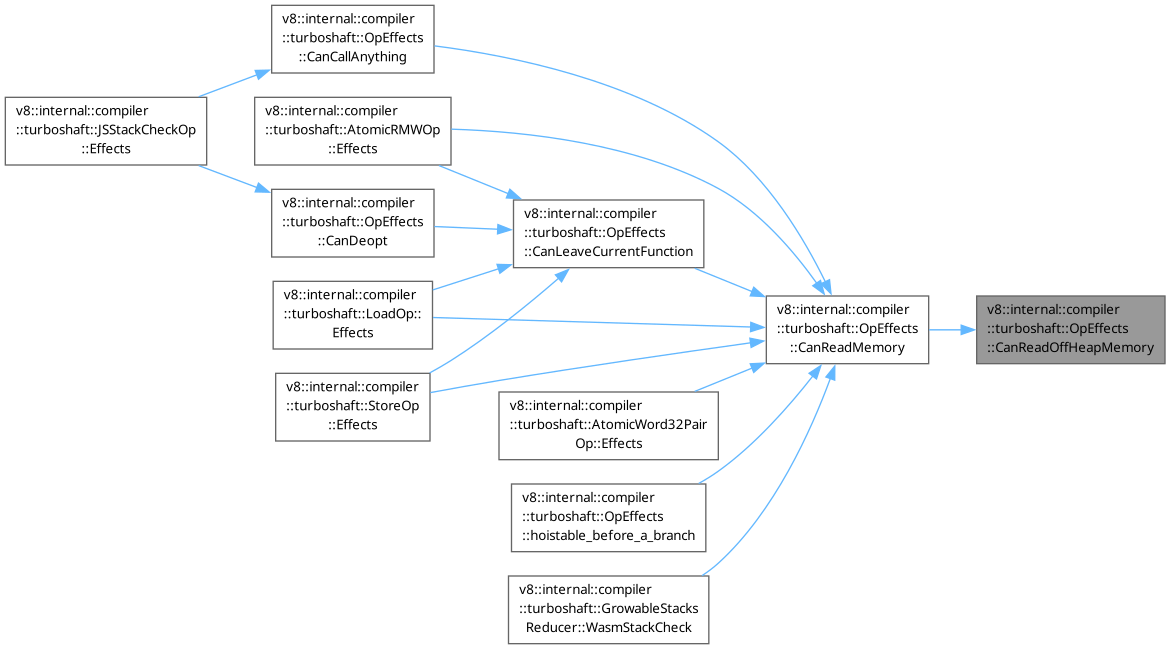 v8::internal::compiler
::turboshaft::OpEffects
::CanCallAnything
v8::internal::compiler
::turboshaft::JSStackCheckOp
::Effects
v8::internal::compiler
::turboshaft::AtomicRMWOp
::Effects
v8::internal::compiler
::turboshaft::OpEffects
::CanDeopt
v8::internal::compiler
::turboshaft::OpEffects
::CanLeaveCurrentFunction
v8::internal::compiler
::turboshaft::LoadOp::
Effects
v8::internal::compiler
::turboshaft::OpEffects
::CanReadMemory
v8::internal::compiler
::turboshaft::OpEffects
::CanReadOffHeapMemory
v8::internal::compiler
::turboshaft::StoreOp
::Effects
v8::internal::compiler
::turboshaft::AtomicWord32Pair
Op::Effects
v8::internal::compiler
::turboshaft::OpEffects
::hoistable_before_a_branch
v8::internal::compiler
::turboshaft::GrowableStacks
Reducer::WasmStackCheck